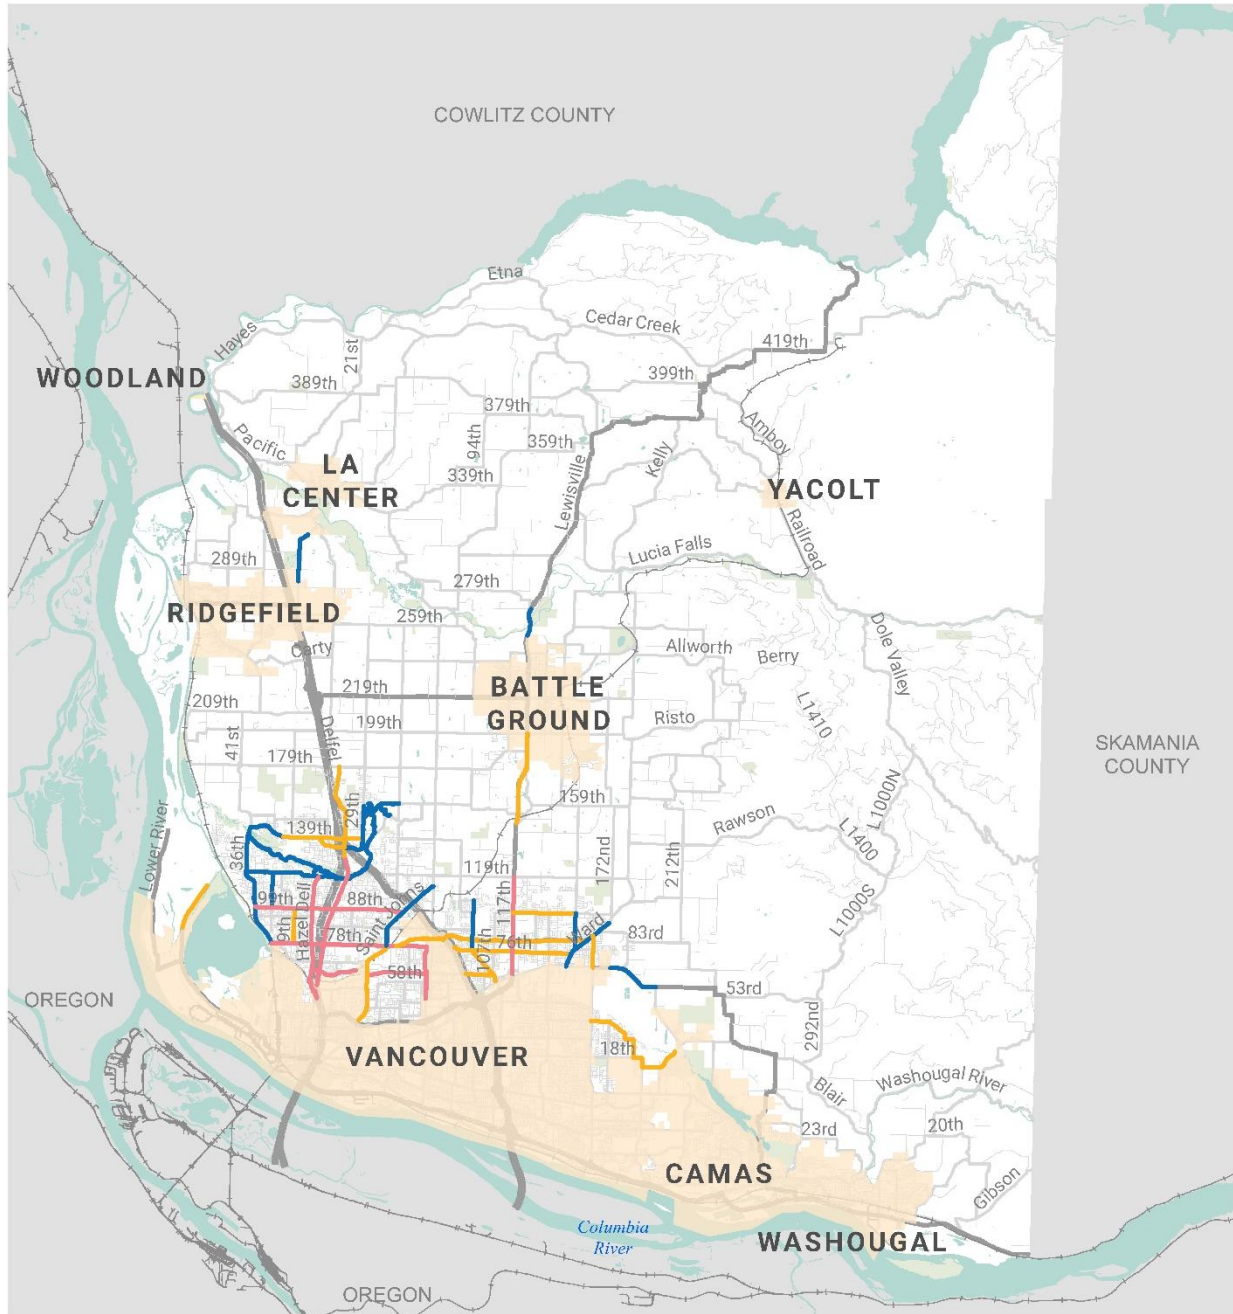 COWLITZ COUNTY
Etna
Cedar Creek
Hayes
21st
419th
WOODLAND
389th
399th
379th
Amboy
Pacific
94th
359th
Kelly
LA
CENTER
339th
Lewisville
YACOLT
Railroad
289th
Lucia Falls
279th
RIDGEFIELD
259th
Dole Valley
Carty
Allworth
Berry
219th
BATTLE
GROUND
209th
199th
Risto
L1410
41st
Delfel
SKAMANIA
COUNTY
179th
159th
L1000N
29th
Lower River
139th
Rawson
L1400
36th
119th
172nd
212th
99th
Hazel Dell
88th
Saint Johns
117th
L1000S
9th
78th
107th
76th
Ward
83rd
58th
53rd
OREGON
292nd
VANCOUVER
18th
Blair
Washougal River
23rd
20th
CAMAS
Gibson
Columbia
River
WASHOUGAL
OREGON